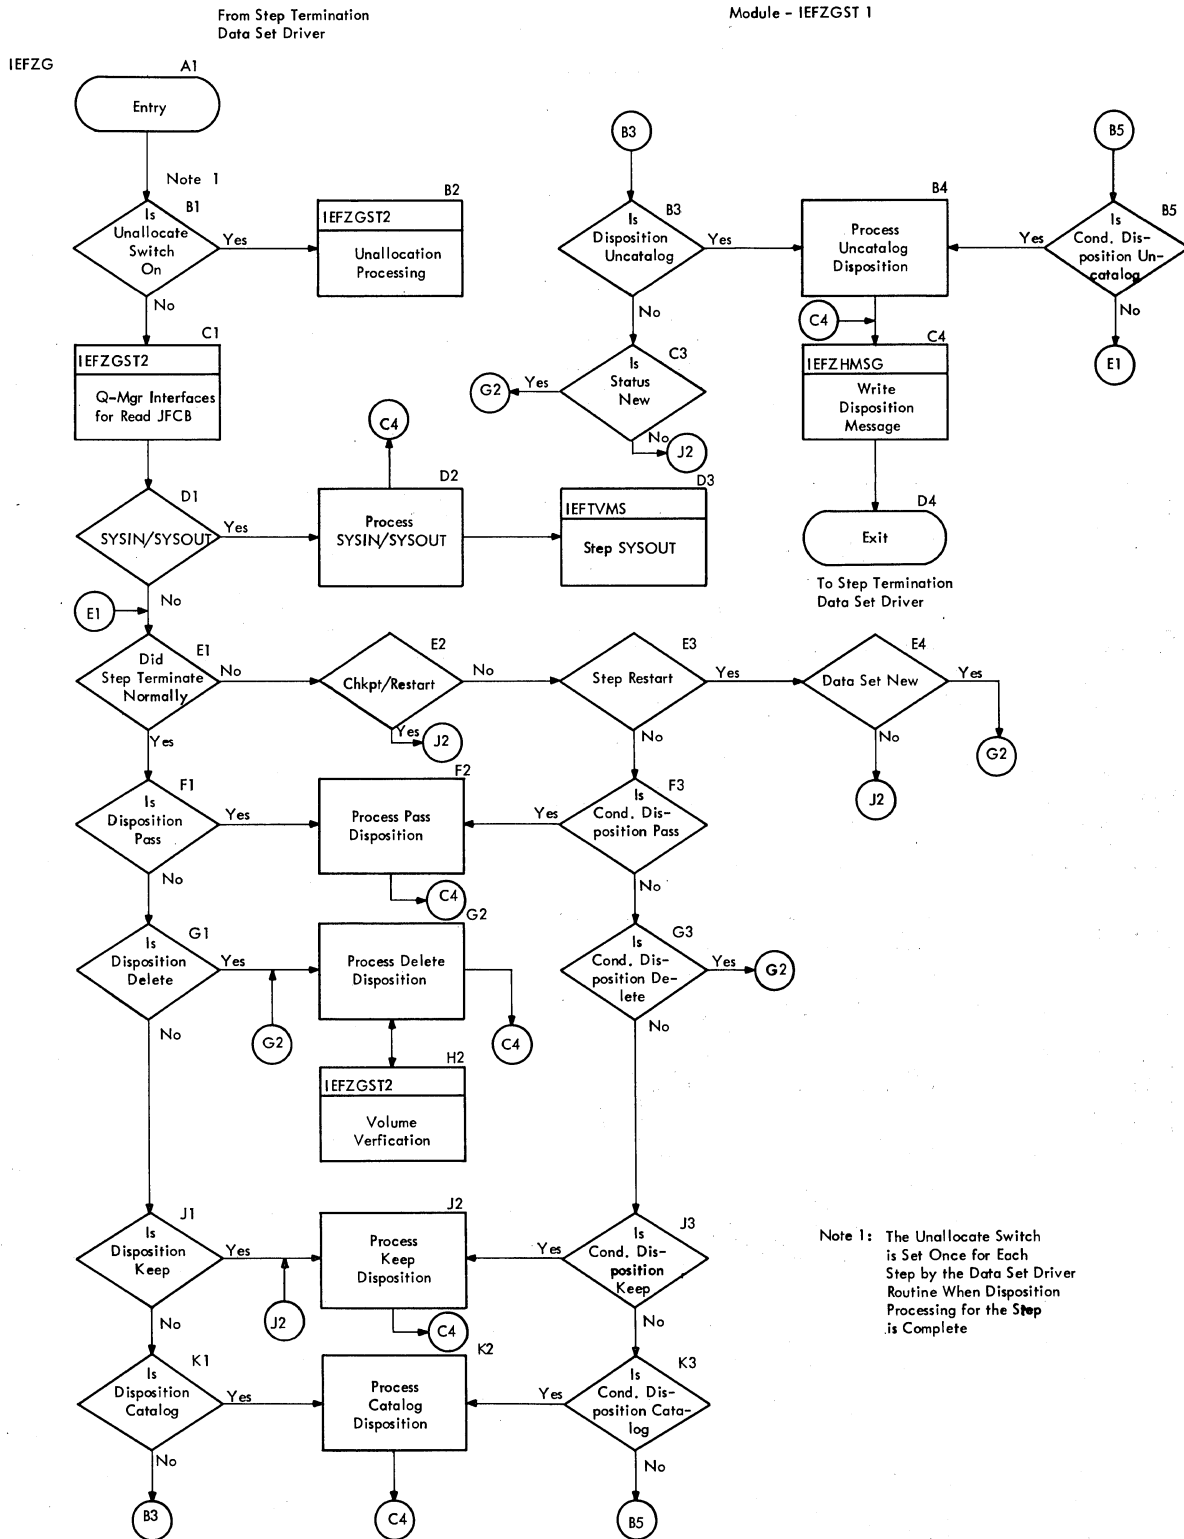 From Step Termination
Data Set Driver
Module - IEFZGST 1
IEFZG
A1
Entry
B3
B5
Note 1
B1
Is
Unallocate
Switch
On
Yes
No
B2
IEFZGST2
Unallocation
Processing
B3
Is
Disposition
Uncatalog
Yes
No
B4
Process
Uncatalog
Disposition
B5
Is
Cond. Dis-
position Un-
catalog
Yes
No
E1
C1
IEFZGST2
Q-Mgr Interfaces
for Read JFCB
C3
Is
Status
New
Yes
G2
No
J2
C4
C4
IEFZHMSG
Write
Disposition
Message
C4
D1
SYSIN/SYSOUT
Yes
No
D2
Process
SYSIN/SYSOUT
D3
IEFTVMS
Step SYSOUT
D4
Exit
To Step Termination
Data Set Driver
E1
E1
Did
Step Terminate
Normally
No
Yes
E2
Chkpt/Restart
No
Yes
J2
E3
Step Restart
Yes
No
E4
Data Set New
Yes
G2
No
J2
F1
Is
Disposition
Pass
Yes
No
F2
Process Pass
Disposition
C4
F3
Is
Cond. Dis-
position Pass
Yes
No
G1
Is
Disposition
Delete
Yes
No
G2
G2
Process Delete
Disposition
C4
G3
Is
Cond. Dis-
position De-
lete
Yes
G2
No
H2
IEFZGST2
Volume
Verfication
J1
Is
Disposition
Keep
Yes
No
J2
J2
Process
Keep
Disposition
C4
J3
Is
Cond. Dis-
position
Keep
Yes
No
Note 1: The Unallocate Switch
is Set Once for Each
Step by the Data Set Driver
Routine When Disposition
Processing for the Step
is Complete
K1
Is
Disposition
Catalog
Yes
No
B3
K2
Process
Catalog
Disposition
C4
K3
Is
Cond. Dis-
position Cata-
log
Yes
No
B5